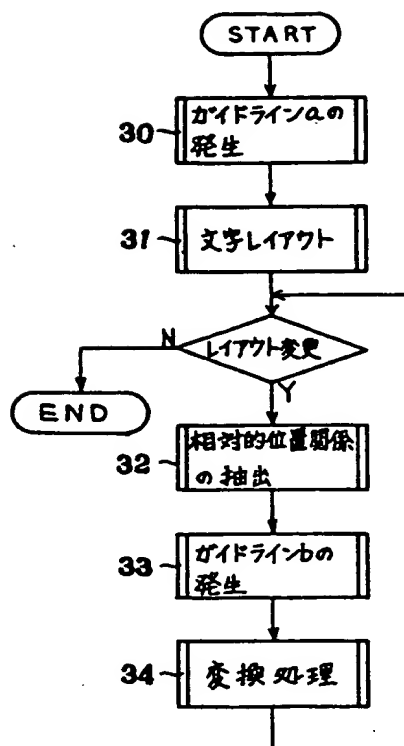 START
30
ガイドラインaの
発生
31
文字レイアウト
レイアウト変更
N
Y
END
32
相対的位置関係
の抽出
33
ガイドラインbの
発生
34
変換処理